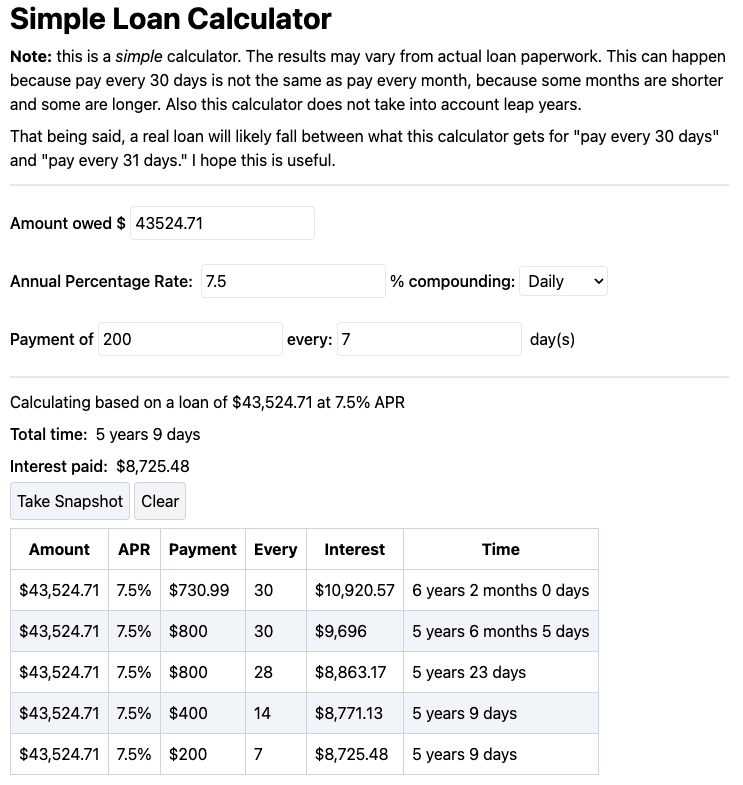 Simple Loan Calculator
Note: this is a simple calculator. The results may vary from actual loan paperwork. This can happen
because pay every 30 days is not the same as pay every month, because some months are shorter
and some are longer. Also this calculator does not take into account leap years.
That being said, a real loan will likely fall between what this calculator gets for "pay every 30 days"
and "pay every 31 days." I hope this is useful.
Amount owed $ 43524.71
Annual Percentage Rate: 7.5 % compounding: Daily
Payment of 200 every: 7 day(s)
Calculating based on a loan of $43,524.71 at 7.5% APR
Total time: 5 years 9 days
Interest paid: $8,725.48
Take Snapshot Clear
Amount APR Payment Every Interest Time
$43,524.71 7.5% $730.99 30 $10,920.57 6 years 2 months 0 days
$43,524.71 7.5% $800 30 $9,696 5 years 6 months 5 days
$43,524.71 7.5% $800 28 $8,863.17 5 years 23 days
$43,524.71 7.5% $400 14 $8,771.13 5 years 9 days
$43,524.71 7.5% $200 7 $8,725.48 5 years 9 days